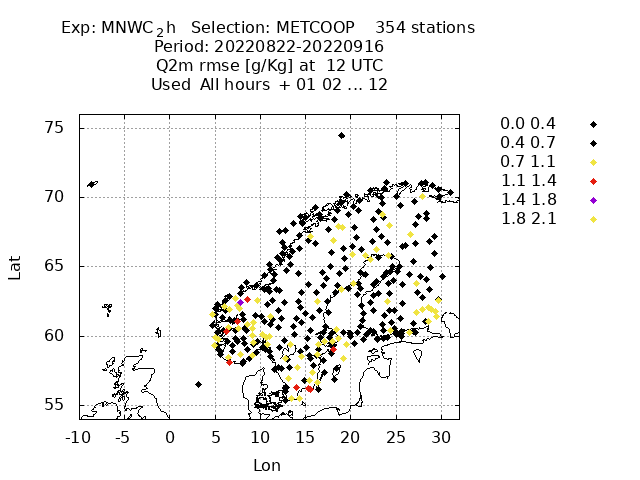 Exp: MNWC2h Selection: METCOOP 354 stations
Period: 20220822-20220916
Q2m rmse [g/Kg] at 12 UTC
Used All hours + 01 02 ... 12
0.0 0.4
0.4 0.7
0.7 1.1
1.1 1.4
1.4 1.8
1.8 2.1
75
70
65
60
55
Lat
-10 -5 0 5 10 15 20 25 30
Lon